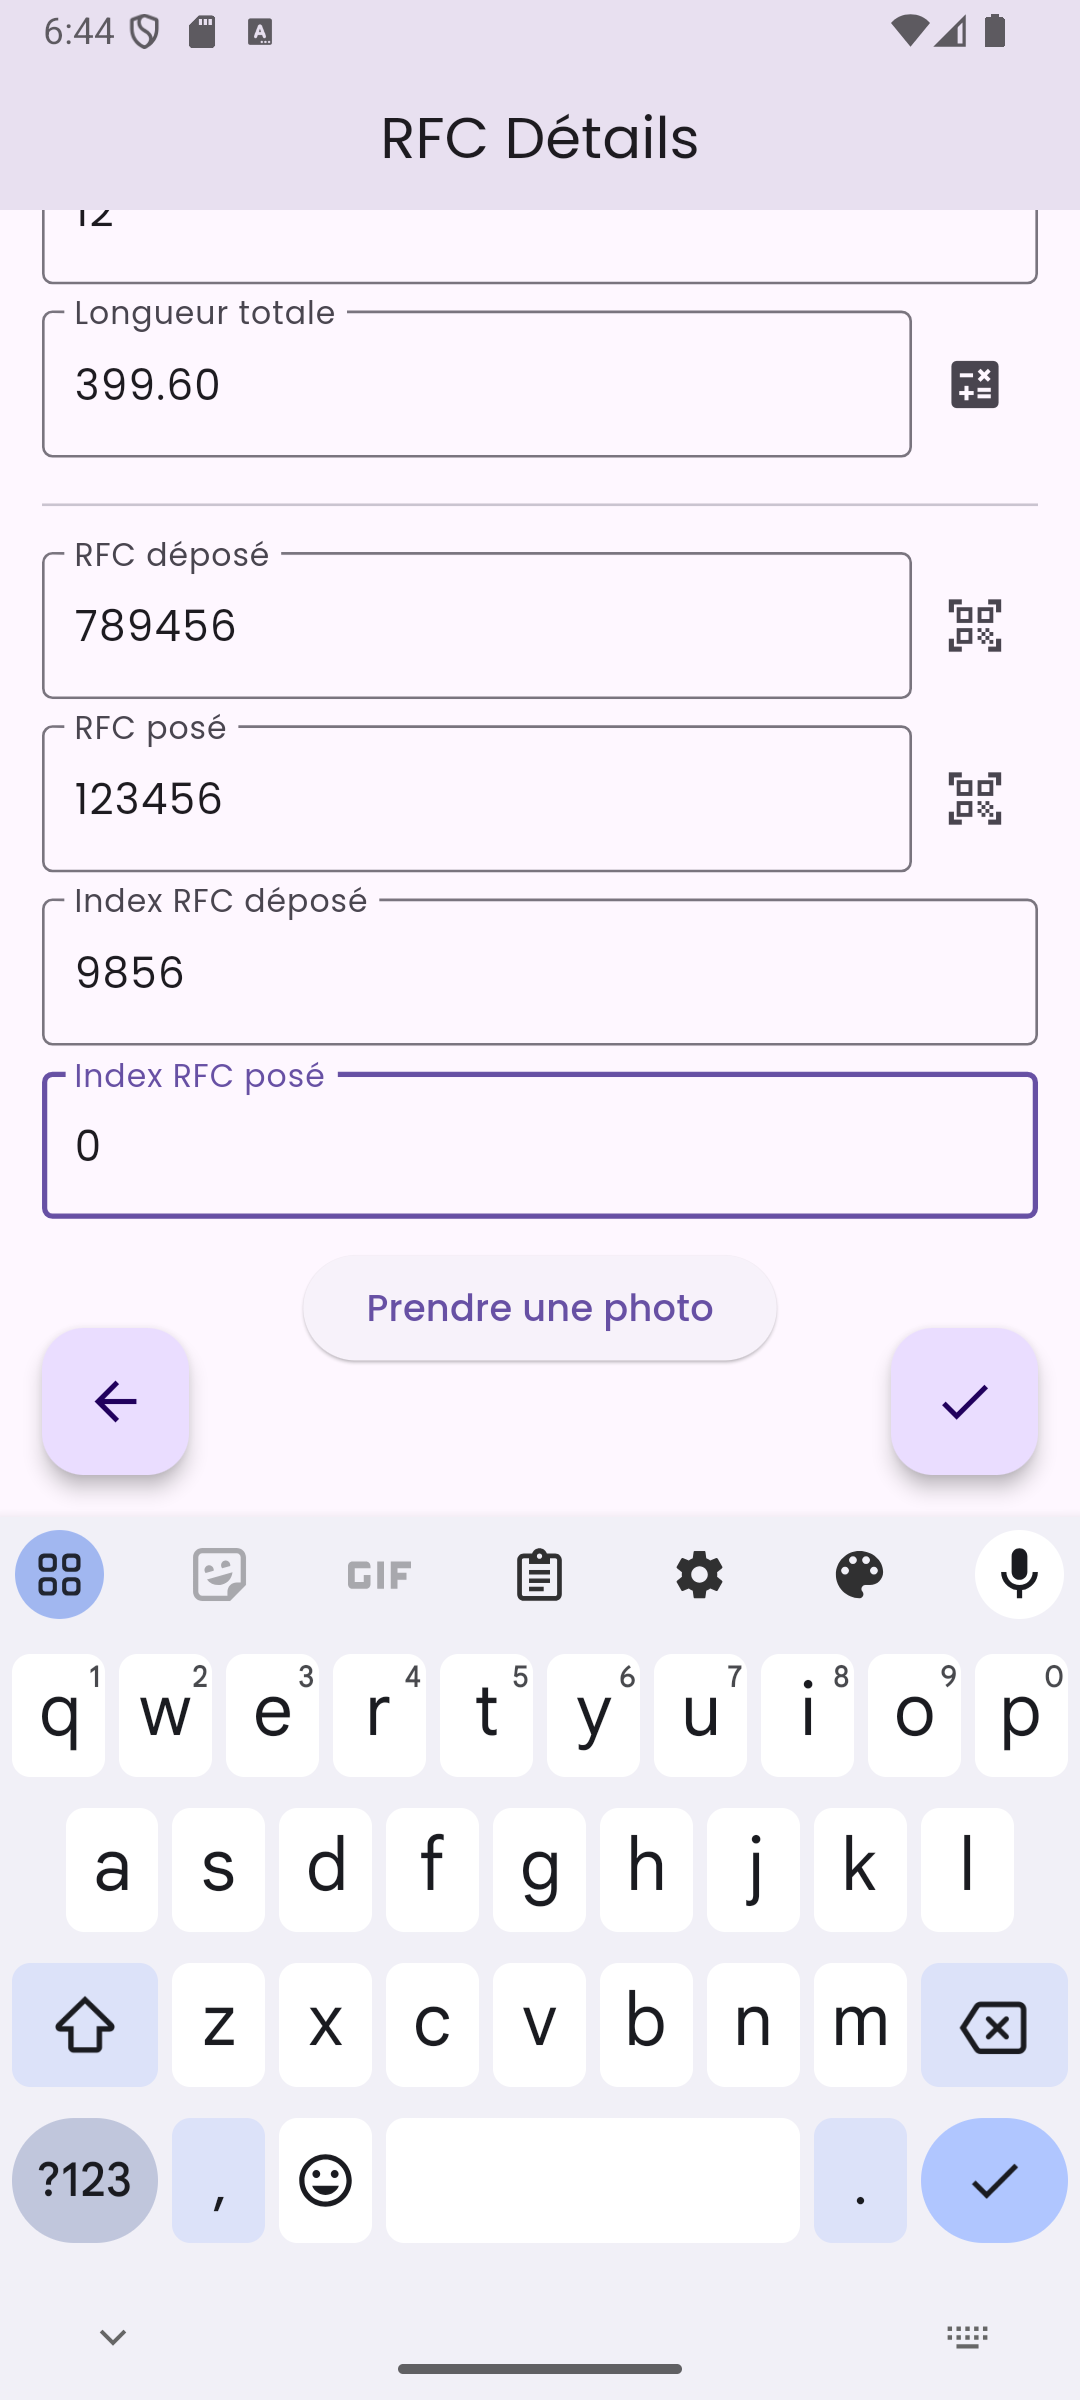 6:44
RFC Détails
12
Longueur totale
399.60
RFC déposé
789456
RFC posé
123456
Index RFC déposé
9856
Index RFC posé
0
Prendre une photo
GIF
1 2 3 4 5 6 7 8 9 0
q w e r t y u i o p
a s d f g h j k l
z x c v b n m
?123 , .